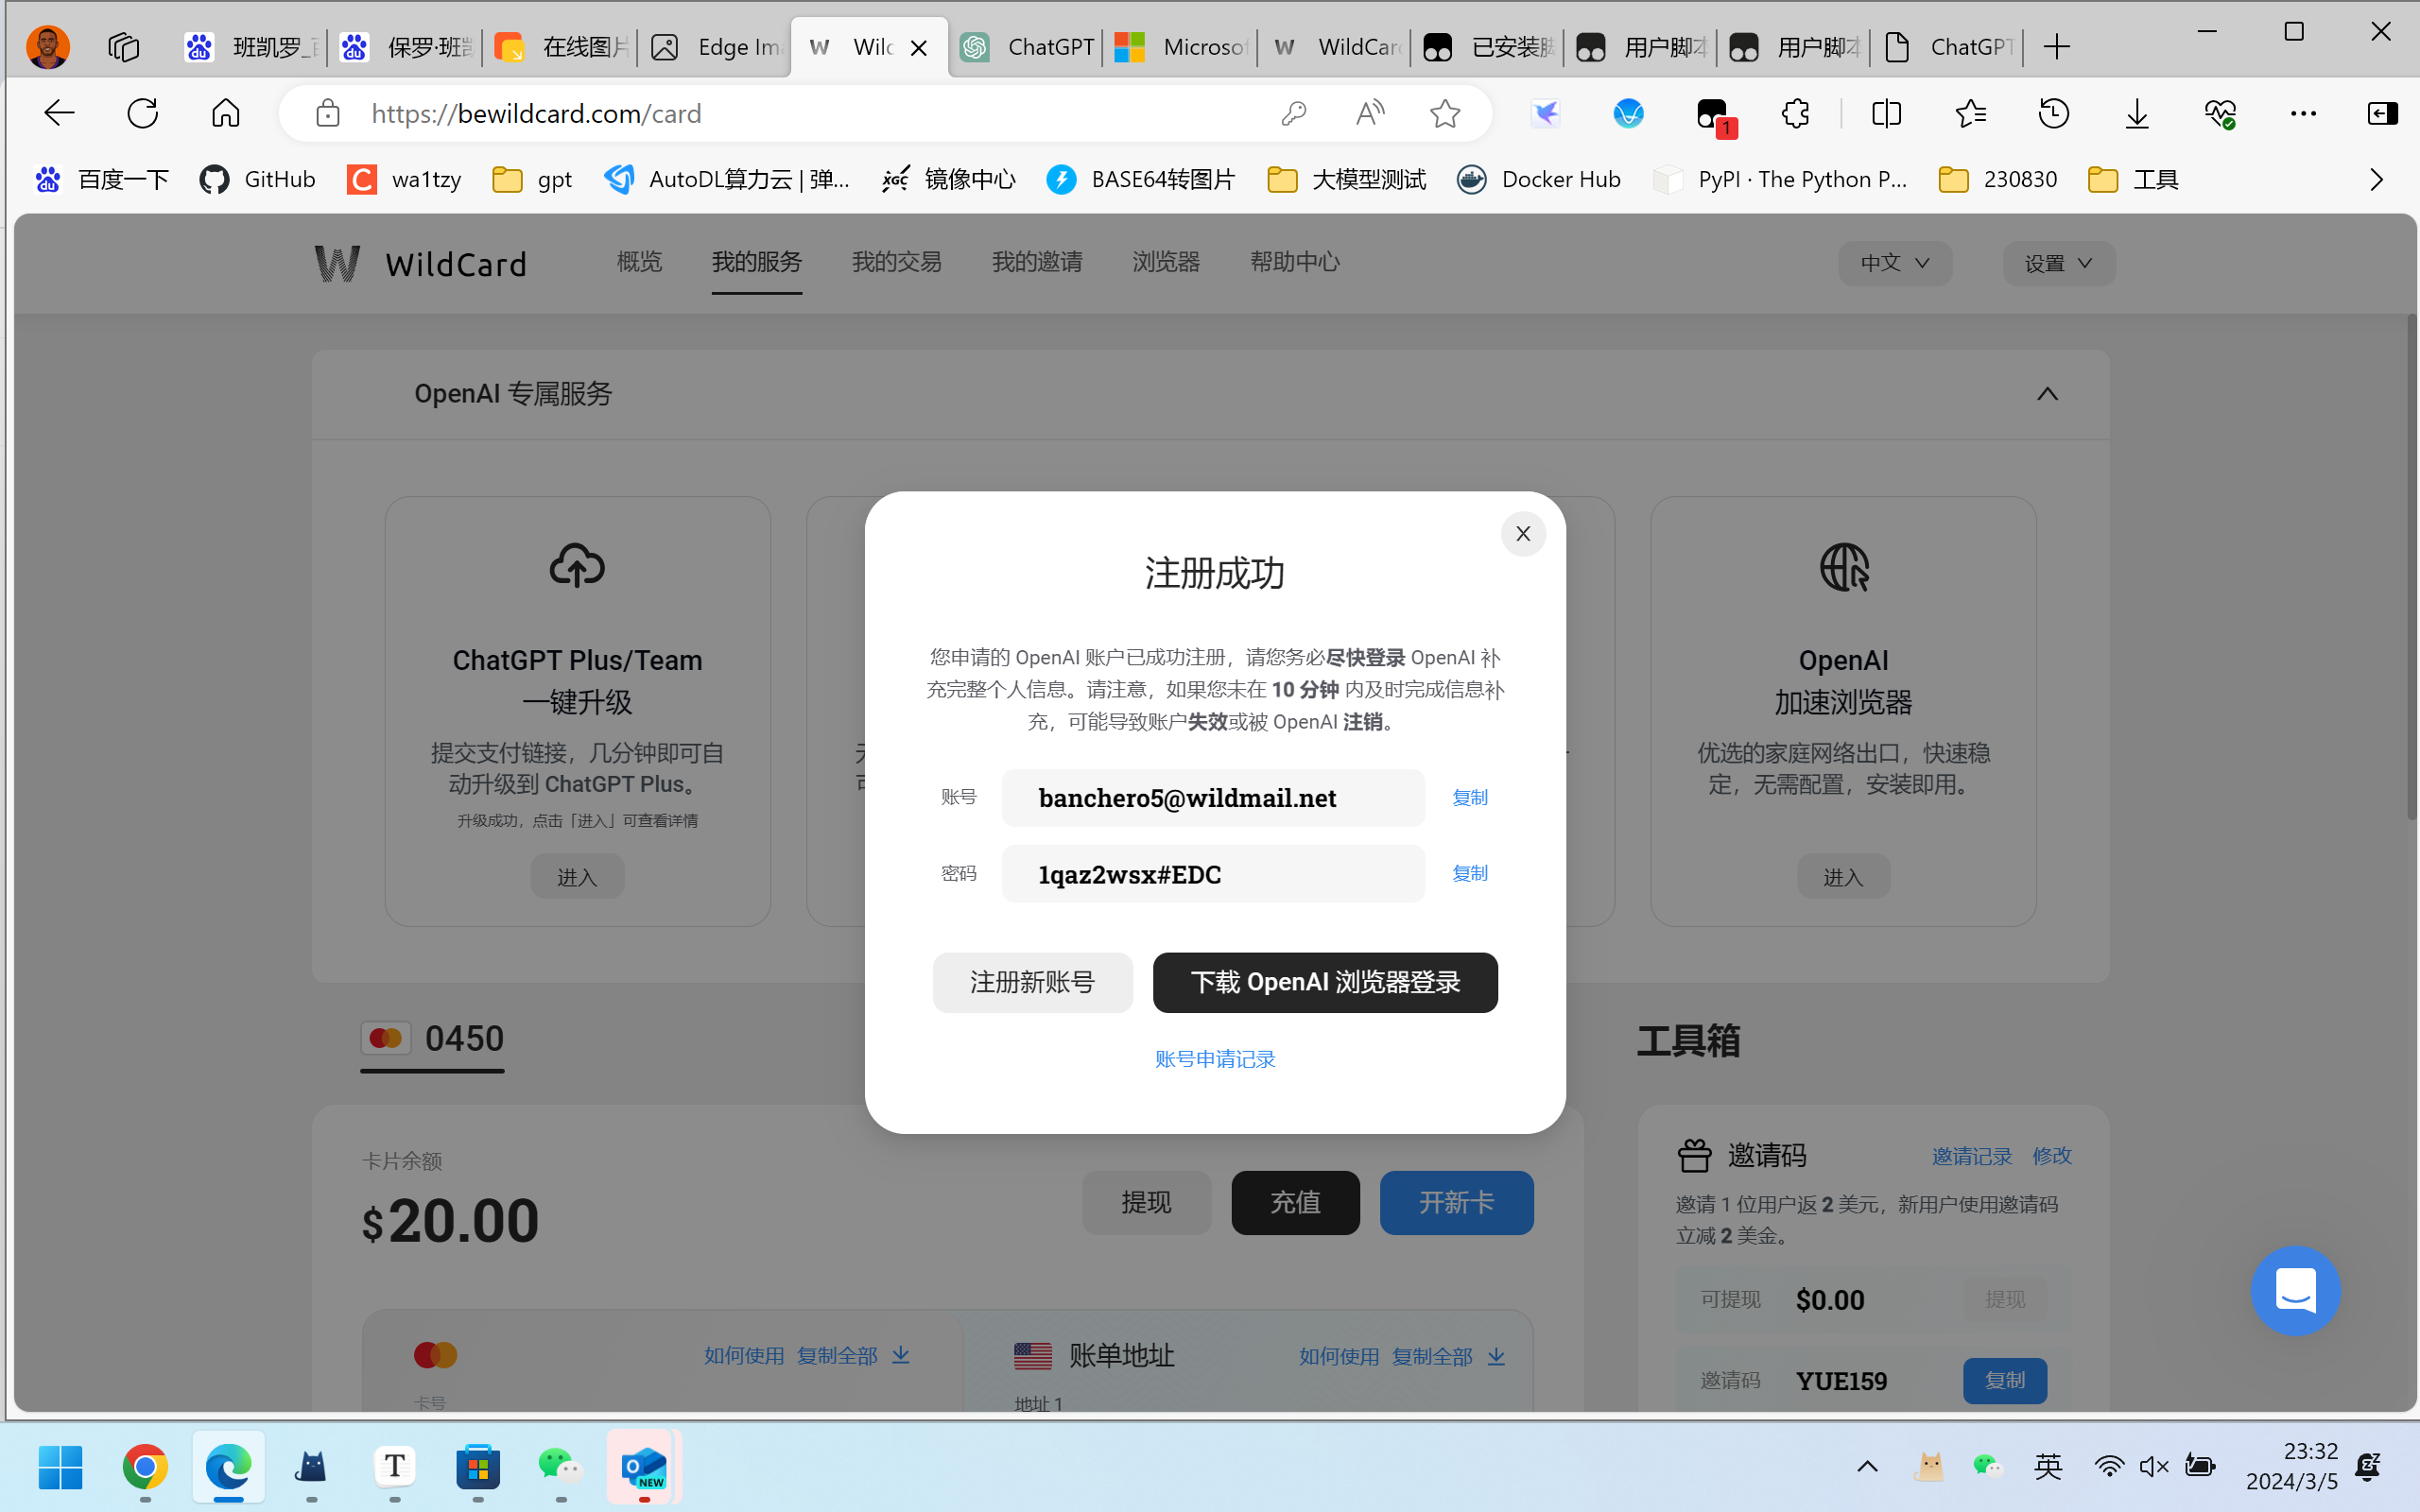 班凯罗_百
保罗·班凯
在线图片
Edge Im
Wild
ChatGPT
Microsof
WildCar
已安装脚
用户脚本
用户脚本
ChatGPT
https://bewildcard.com/card
1
百度一下
GitHub
wa1tzy
gpt
AutoDL算力云 | 弹...
镜像中心
BASE64转图片
大模型测试
Docker Hub
PyPI · The Python P...
230830
工具
WildCard
概览
我的服务
我的交易
我的邀请
浏览器
帮助中心
中文
设置
OpenAI 专属服务
ChatGPT Plus/Team
一键升级
提交支付链接，几分钟即可自
动升级到 ChatGPT Plus。
升级成功，点击「进入」可查看详情
进入
OpenAI
加速浏览器
优选的家庭网络出口，快速稳
定，无需配置，安装即用。
进入
注册成功
X
您申请的 OpenAI 账户已成功注册，请您务必尽快登录 OpenAI 补
充完整个人信息。请注意，如果您未在 10 分钟 内及时完成信息补
充，可能导致账户失效或被 OpenAI 注销。
账号
banchero5@wildmail.net
复制
密码
1qaz2wsx#EDC
复制
注册新账号
下载 OpenAI 浏览器登录
账号申请记录
0450
卡片余额
$20.00
提现
充值
开新卡
如何使用
复制全部
卡号
账单地址
如何使用
复制全部
地址 1
工具箱
邀请码
邀请记录
修改
邀请 1 位用户返 2 美元，新用户使用邀请码
立减 2 美金。
可提现
$0.00
提现
邀请码
YUE159
复制
T
NEW
英
23:32
2024/3/5